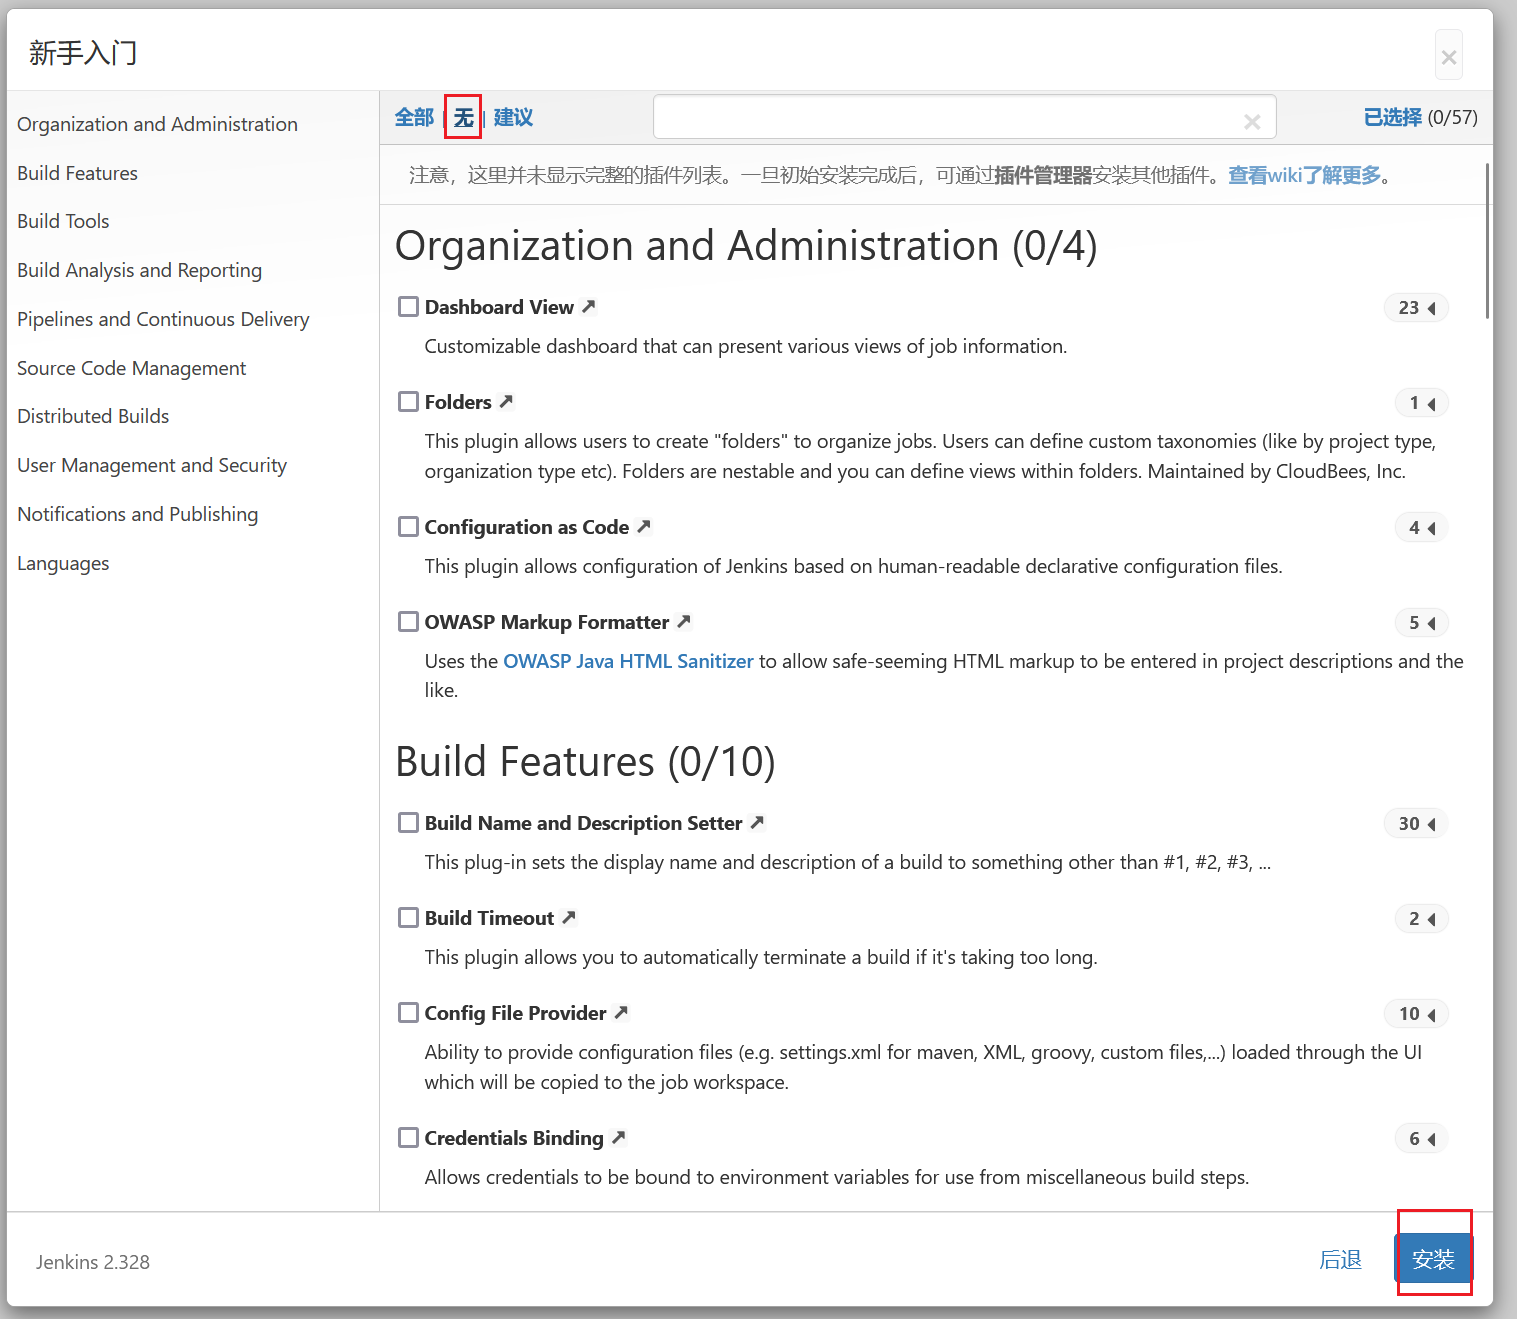 新手入门
×
Organization and Administration
Build Features
Build Tools
Build Analysis and Reporting
Pipelines and Continuous Delivery
Source Code Management
Distributed Builds
User Management and Security
Notifications and Publishing
Languages
全部 | 无 | 建议
×
已选择 (0/57)
注意，这里并未显示完整的插件列表。一旦初始安装完成后，可通过插件管理器安装其他插件。查看wiki了解更多。
Organization and Administration (0/4)
Dashboard View 23
Customizable dashboard that can present various views of job information.
Folders 1
This plugin allows users to create "folders" to organize jobs. Users can define custom taxonomies (like by project type,
organization type etc). Folders are nestable and you can define views within folders. Maintained by CloudBees, Inc.
Configuration as Code 4
This plugin allows configuration of Jenkins based on human-readable declarative configuration files.
OWASP Markup Formatter 5
Uses the OWASP Java HTML Sanitizer to allow safe-seeming HTML markup to be entered in project descriptions and the
like.
Build Features (0/10)
Build Name and Description Setter 30
This plug-in sets the display name and description of a build to something other than #1, #2, #3, ...
Build Timeout 2
This plugin allows you to automatically terminate a build if it's taking too long.
Config File Provider 10
Ability to provide configuration files (e.g. settings.xml for maven, XML, groovy, custom files,...) loaded through the UI
which will be copied to the job workspace.
Credentials Binding 6
Allows credentials to be bound to environment variables for use from miscellaneous build steps.
Jenkins 2.328
后退
安装